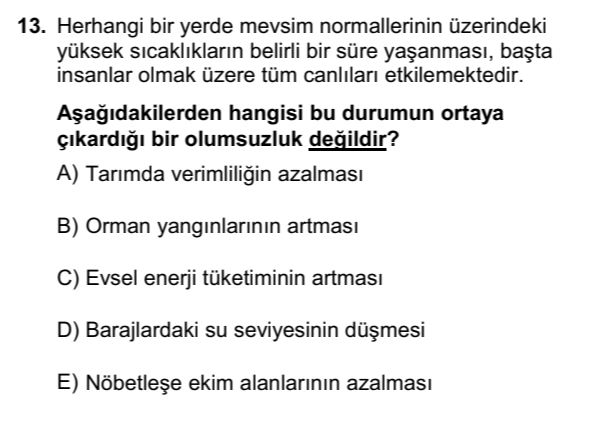 13. Herhangi bir yerde mevsim normallerinin üzerindeki
yüksek sıcaklıkların belirli bir süre yaşanması, başta
insanlar olmak üzere tüm canlıları etkilemektedir.
Aşağıdakilerden hangisi bu durumun ortaya
çıkardığı bir olumsuzluk değildir?
A) Tarımda verimliliğin azalması
B) Orman yangınlarının artması
C) Evsel enerji tüketiminin artması
D) Barajlardaki su seviyesinin düşmesi
E) Nöbetleşe ekim alanlarının azalması